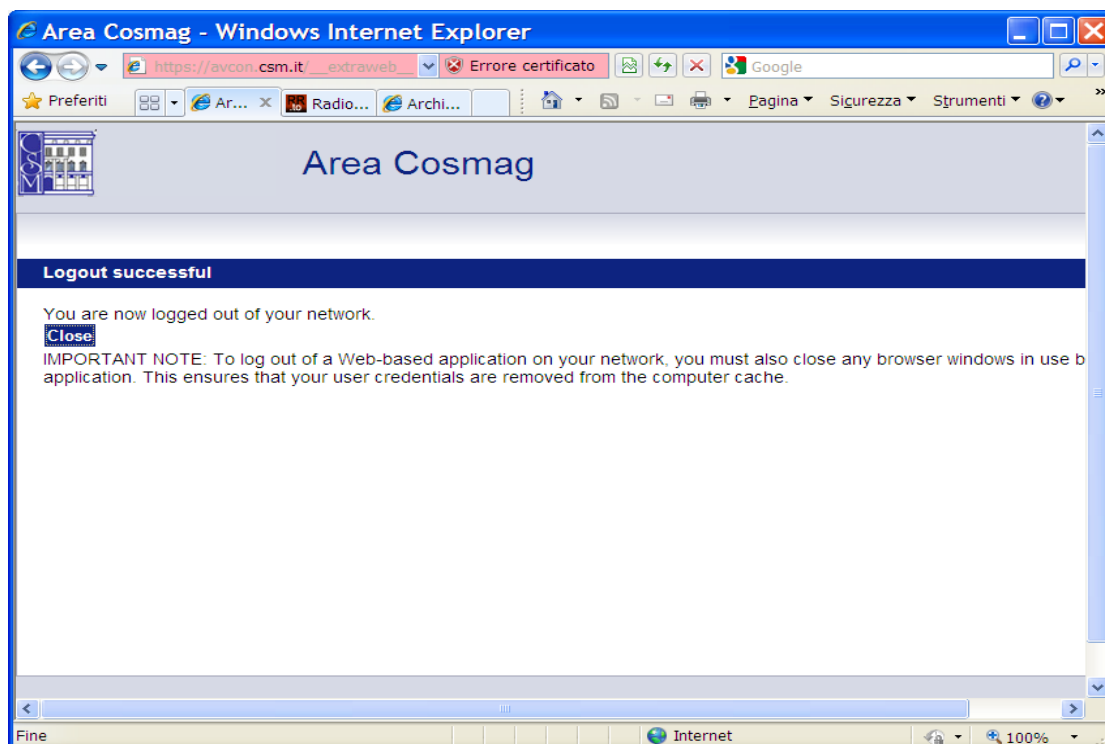 Area Cosmag - Windows Internet Explorer
https://avcon.csm.it/__extraweb__ Errore certificato Google
Preferiti Ar... Radio... Archi... Pagina Sicurezza Strumenti
CSM
Area Cosmag
Logout successful
You are now logged out of your network.
Close
IMPORTANT NOTE: To log out of a Web-based application on your network, you must also close any browser windows in use b
application. This ensures that your user credentials are removed from the computer cache.
Fine Internet 100%